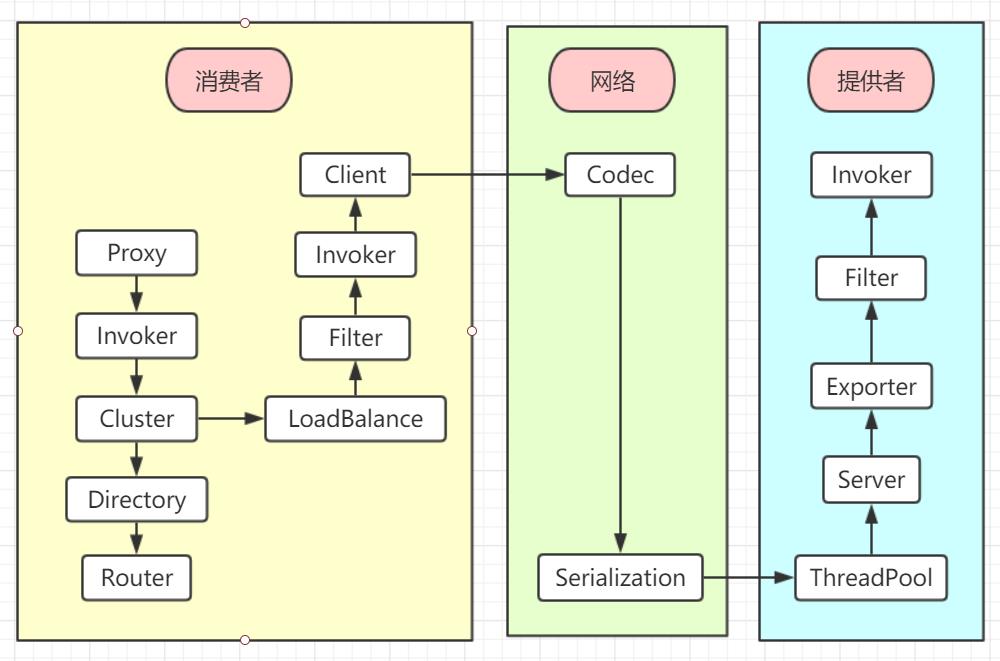 消费者
Proxy
Invoker
Cluster
Directory
Router
LoadBalance
Filter
Invoker
Client
网络
Codec
Serialization
提供者
Invoker
Filter
Exporter
Server
ThreadPool